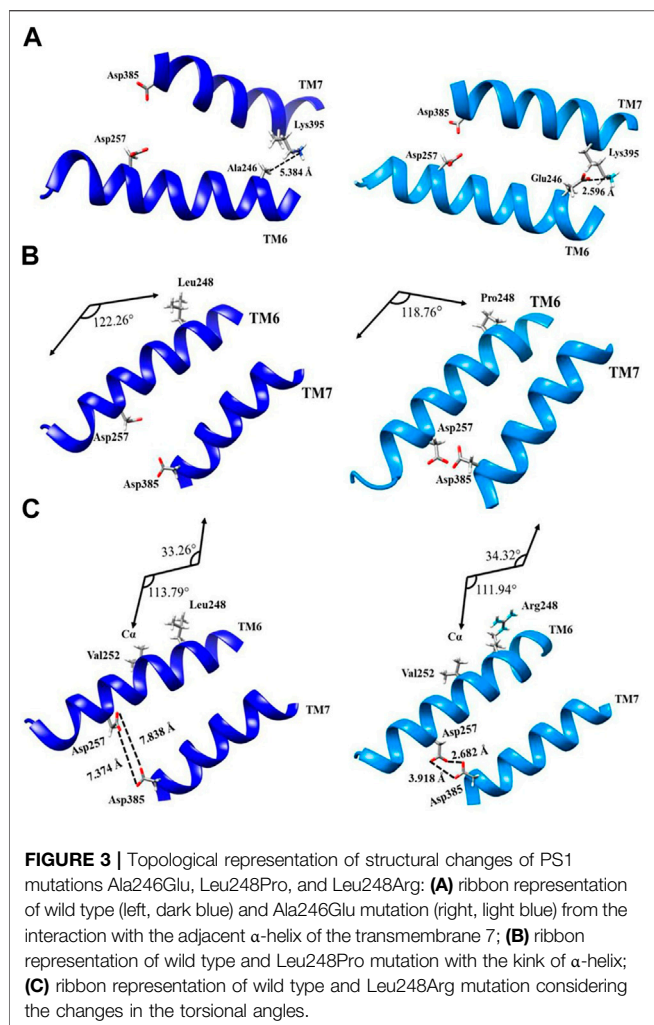 A
Asp385
TM7
Asp257
Lys395
Ala246
5.384 Å
TM6
Asp385
TM7
Lys395
Asp257
Glu246
2.596 Å
TM6
B
Leu248
122.26°
TM6
TM7
Asp257
Asp385
Pro248
118.76°
TM6
TM7
Asp257
Asp385
C
33.26°
113.79°
Leu248
Cα
TM6
Val252
Asp257
7.838 Å
TM7
7.374 Å
Asp385
34.32°
111.94°
Arg248
Cα
TM6
Val252
TM7
Asp257
2.682 Å
3.918 Å
Asp385
FIGURE 3 | Topological representation of structural changes of PS1
mutations Ala246Glu, Leu248Pro, and Leu248Arg: (A) ribbon representation
of wild type (left, dark blue) and Ala246Glu mutation (right, light blue) from the
interaction with the adjacent α-helix of the transmembrane 7; (B) ribbon
representation of wild type and Leu248Pro mutation with the kink of α-helix;
(C) ribbon representation of wild type and Leu248Arg mutation considering
the changes in the torsional angles.